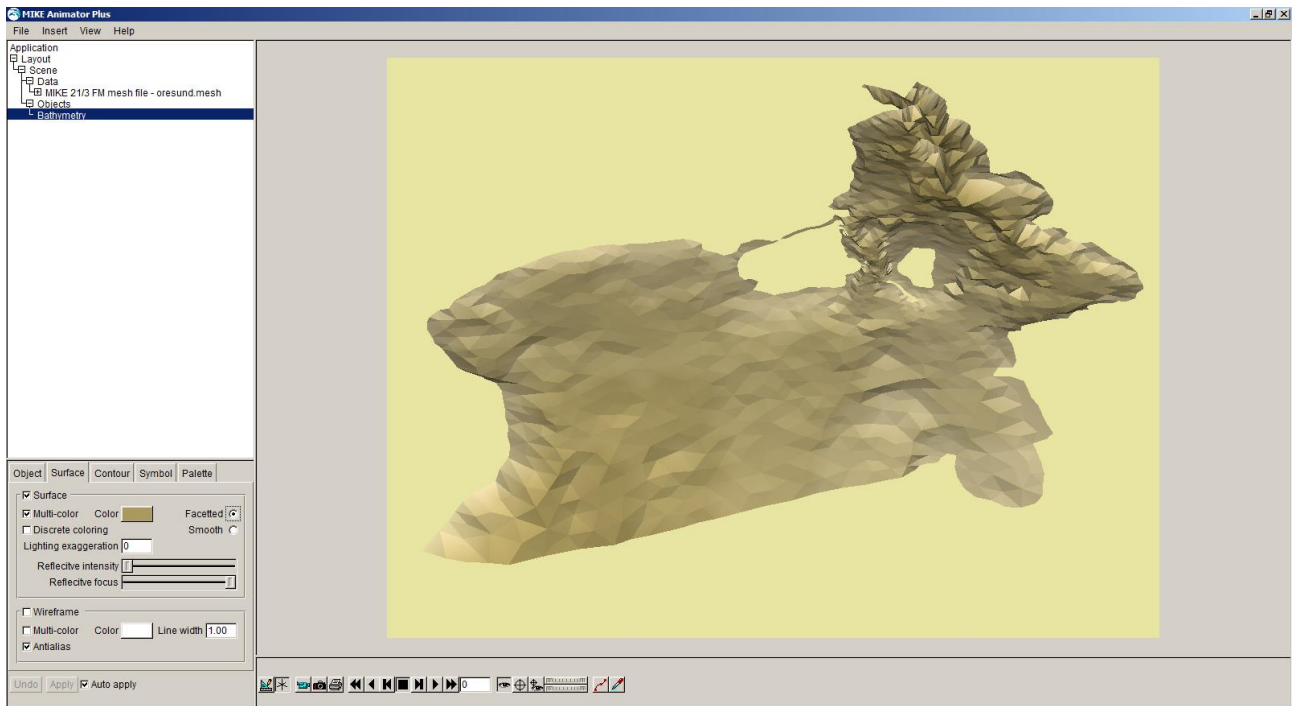 MIKE Animator Plus
File Insert View Help
Application
Layout
Scene
Data
MIKE 21/3 FM mesh file - oresund.mesh
Objects
Bathymetry
Object Surface Contour Symbol Palette
Surface
Multi-color Color Facetted
Discrete coloring Smooth
Lighting exaggeration 0
Reflecitve intensity
Reflecitve focus
Wireframe
Multi-color Color Line width 1.00
Antialias
Undo Apply Auto apply
0